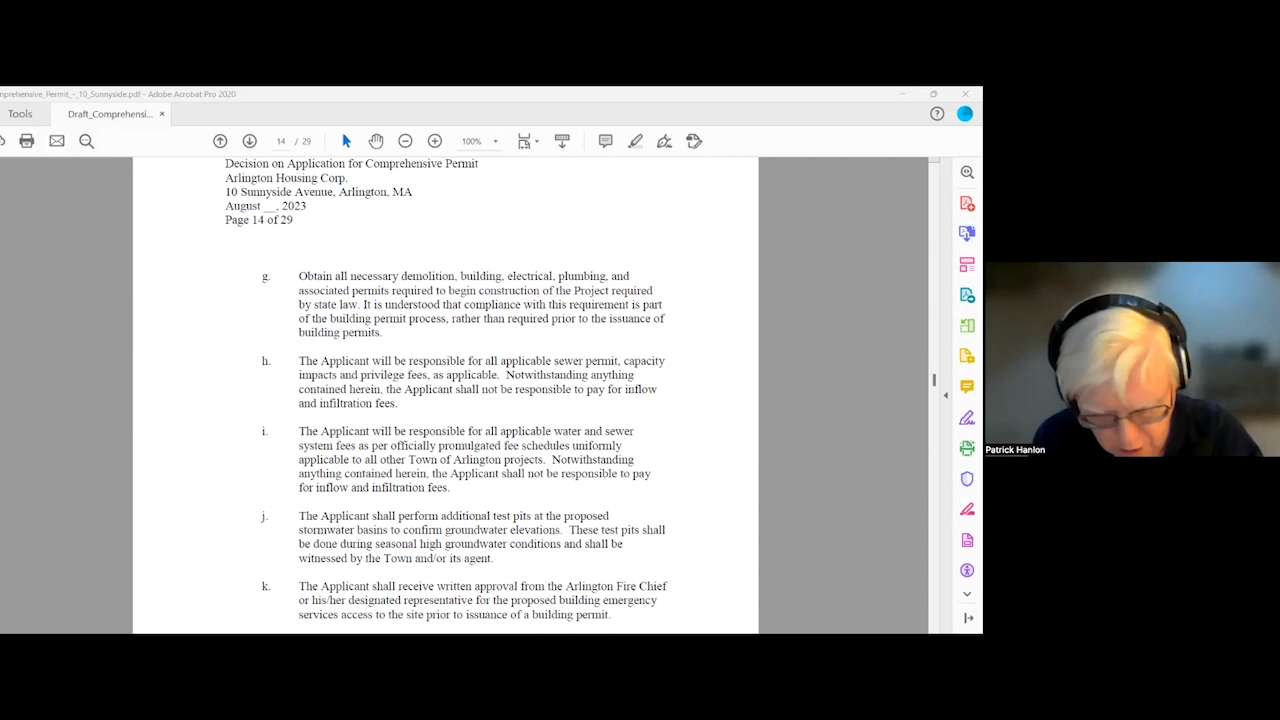 nprehensive_Permit_-_10_Sunnyside.pdf - Adobe Acrobat Pro 2020
Tools
Draft_Comprehensi... ×
14 / 29
100%
Decision on Application for Comprehensive Permit
Arlington Housing Corp.
10 Sunnyside Avenue, Arlington, MA
August __, 2023
Page 14 of 29
g. Obtain all necessary demolition, building, electrical, plumbing, and
associated permits required to begin construction of the Project required
by state law. It is understood that compliance with this requirement is part
of the building permit process, rather than required prior to the issuance of
building permits.
h. The Applicant will be responsible for all applicable sewer permit, capacity
impacts and privilege fees, as applicable. Notwithstanding anything
contained herein, the Applicant shall not be responsible to pay for inflow
and infiltration fees.
i. The Applicant will be responsible for all applicable water and sewer
system fees as per officially promulgated fee schedules uniformly
applicable to all other Town of Arlington projects. Notwithstanding
anything contained herein, the Applicant shall not be responsible to pay
for inflow and infiltration fees.
j. The Applicant shall perform additional test pits at the proposed
stormwater basins to confirm groundwater elevations. These test pits shall
be done during seasonal high groundwater conditions and shall be
witnessed by the Town and/or its agent.
k. The Applicant shall receive written approval from the Arlington Fire Chief
or his/her designated representative for the proposed building emergency
services access to the site prior to issuance of a building permit.
Patrick Hanlon